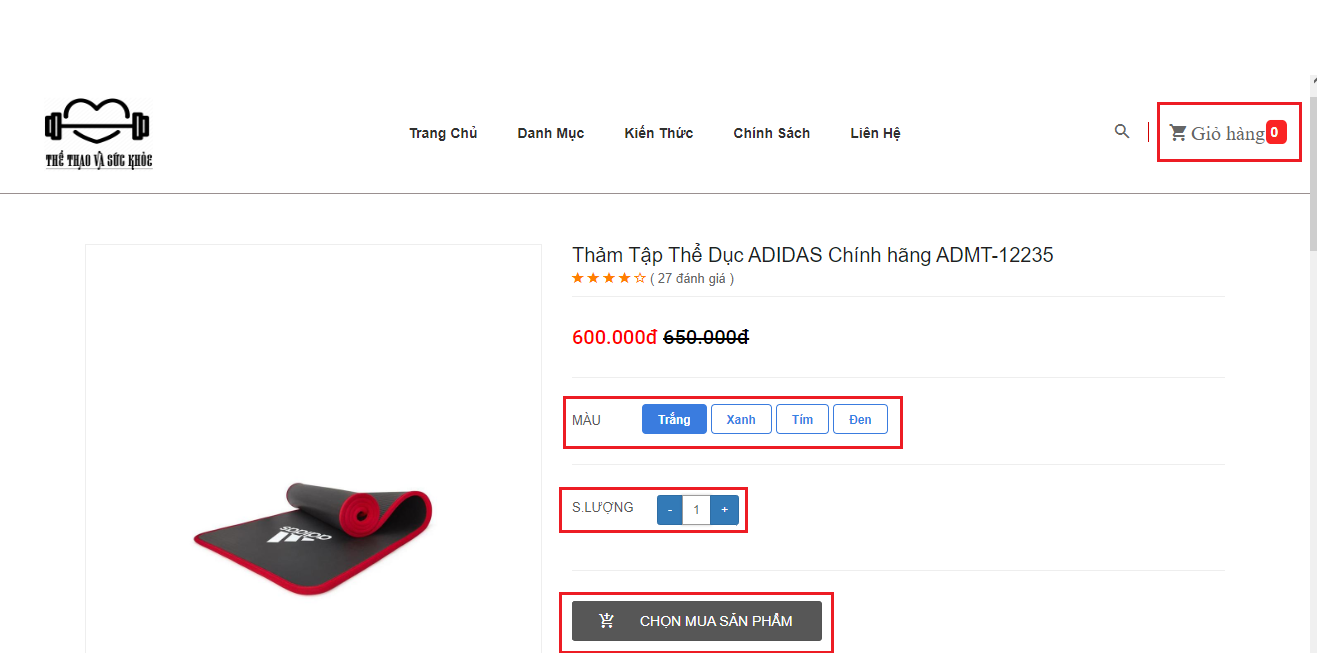 THỂ THAO VÀ SỨC KHỎE
Trang Chủ Danh Mục Kiến Thức Chính Sách Liên Hệ
Giỏ hàng 0
Thảm Tập Thể Dục ADIDAS Chính hãng ADMT-12235
( 27 đánh giá )
600.000đ 650.000đ
MÀU Trắng Xanh Tím Đen
S.LƯỢNG - 1 +
adidas
CHỌN MUA SẢN PHẨM